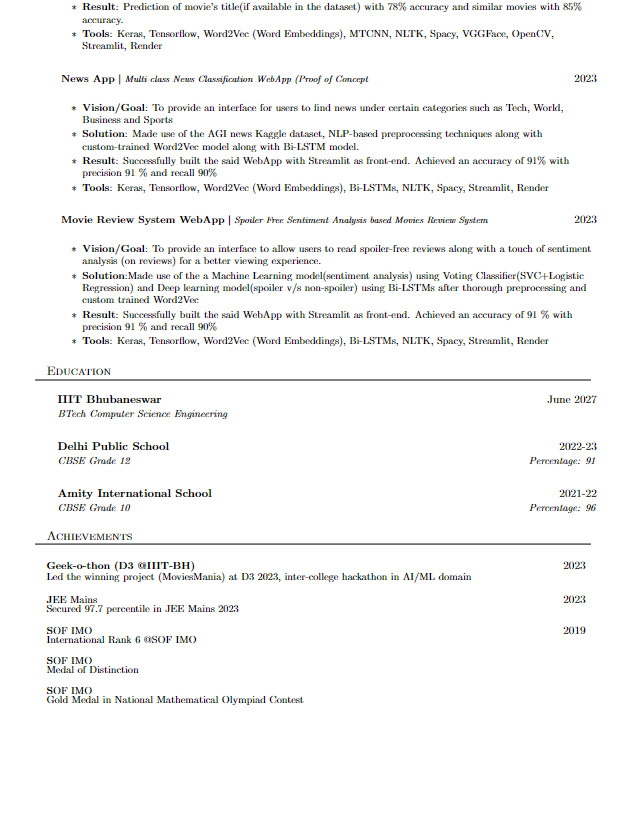 * Result: Prediction of movie's title(if available in the dataset) with 78% accuracy and similar movies with 85%
accuracy.
* Tools: Keras, Tensorflow, Word2Vec (Word Embeddings), MTCNN, NLTK, Spacy, VGGFace, OpenCV,
Streamlit, Render
News App | Multi class News Classification WebApp (Proof of Concept 2023
* Vision/Goal: To provide an interface for users to find news under certain categories such as Tech, World,
Business and Sports
* Solution: Made use of the AGI news Kaggle dataset, NLP-based preprocessing techniques along with
custom-trained Word2Vec model along with Bi-LSTM model.
* Result: Successfully built the said WebApp with Streamlit as front-end. Achieved an accuracy of 91% with
precision 91 % and recall 90%
* Tools: Keras, Tensorflow, Word2Vec (Word Embeddings), Bi-LSTMs, NLTK, Spacy, Streamlit, Render
Movie Review System WebApp | Spoiler Free Sentiment Analysis based Movies Review System 2023
* Vision/Goal: To provide an interface to allow users to read spoiler-free reviews along with a touch of sentiment
analysis (on reviews) for a better viewing experience.
* Solution:Made use of the a Machine Learning model(sentiment analysis) using Voting Classifier(SVC+Logistic
Regression) and Deep learning model(spoiler v/s non-spoiler) using Bi-LSTMs after thorough preprocessing and
custom trained Word2Vec
* Result: Successfully built the said WebApp with Streamlit as front-end. Achieved an accuracy of 91 % with
precision 91 % and recall 90%
* Tools: Keras, Tensorflow, Word2Vec (Word Embeddings), Bi-LSTMs, NLTK, Spacy, Streamlit, Render
Education
IIIT Bhubaneswar June 2027
BTech Computer Science Engineering
Delhi Public School 2022-23
CBSE Grade 12 Percentage: 91
Amity International School 2021-22
CBSE Grade 10 Percentage: 96
Achievements
Geek-o-thon (D3 @IIIT-BH) 2023
Led the winning project (MoviesMania) at D3 2023, inter-college hackathon in AI/ML domain
JEE Mains 2023
Secured 97.7 percentile in JEE Mains 2023
SOF IMO 2019
International Rank 6 @SOF IMO
SOF IMO
Medal of Distinction
SOF IMO
Gold Medal in National Mathematical Olympiad Contest